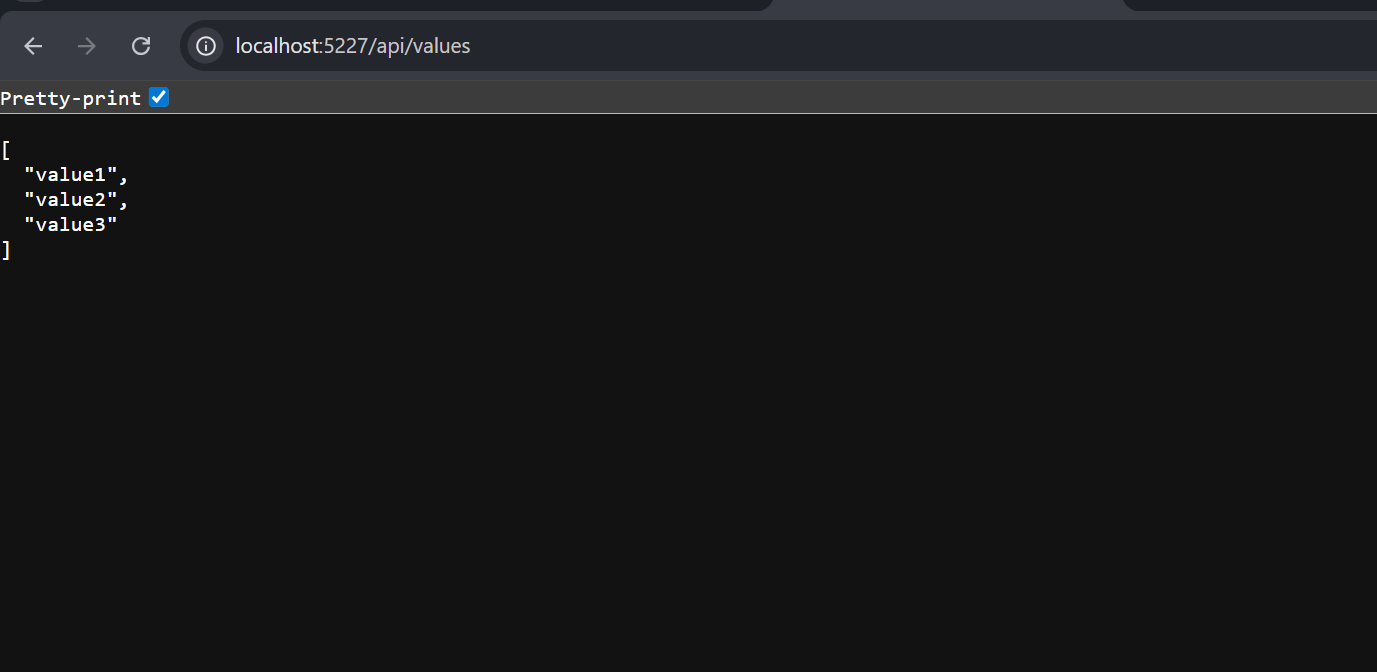 localhost:5227/api/values
Pretty-print
[
  "value1",
  "value2",
  "value3"
]